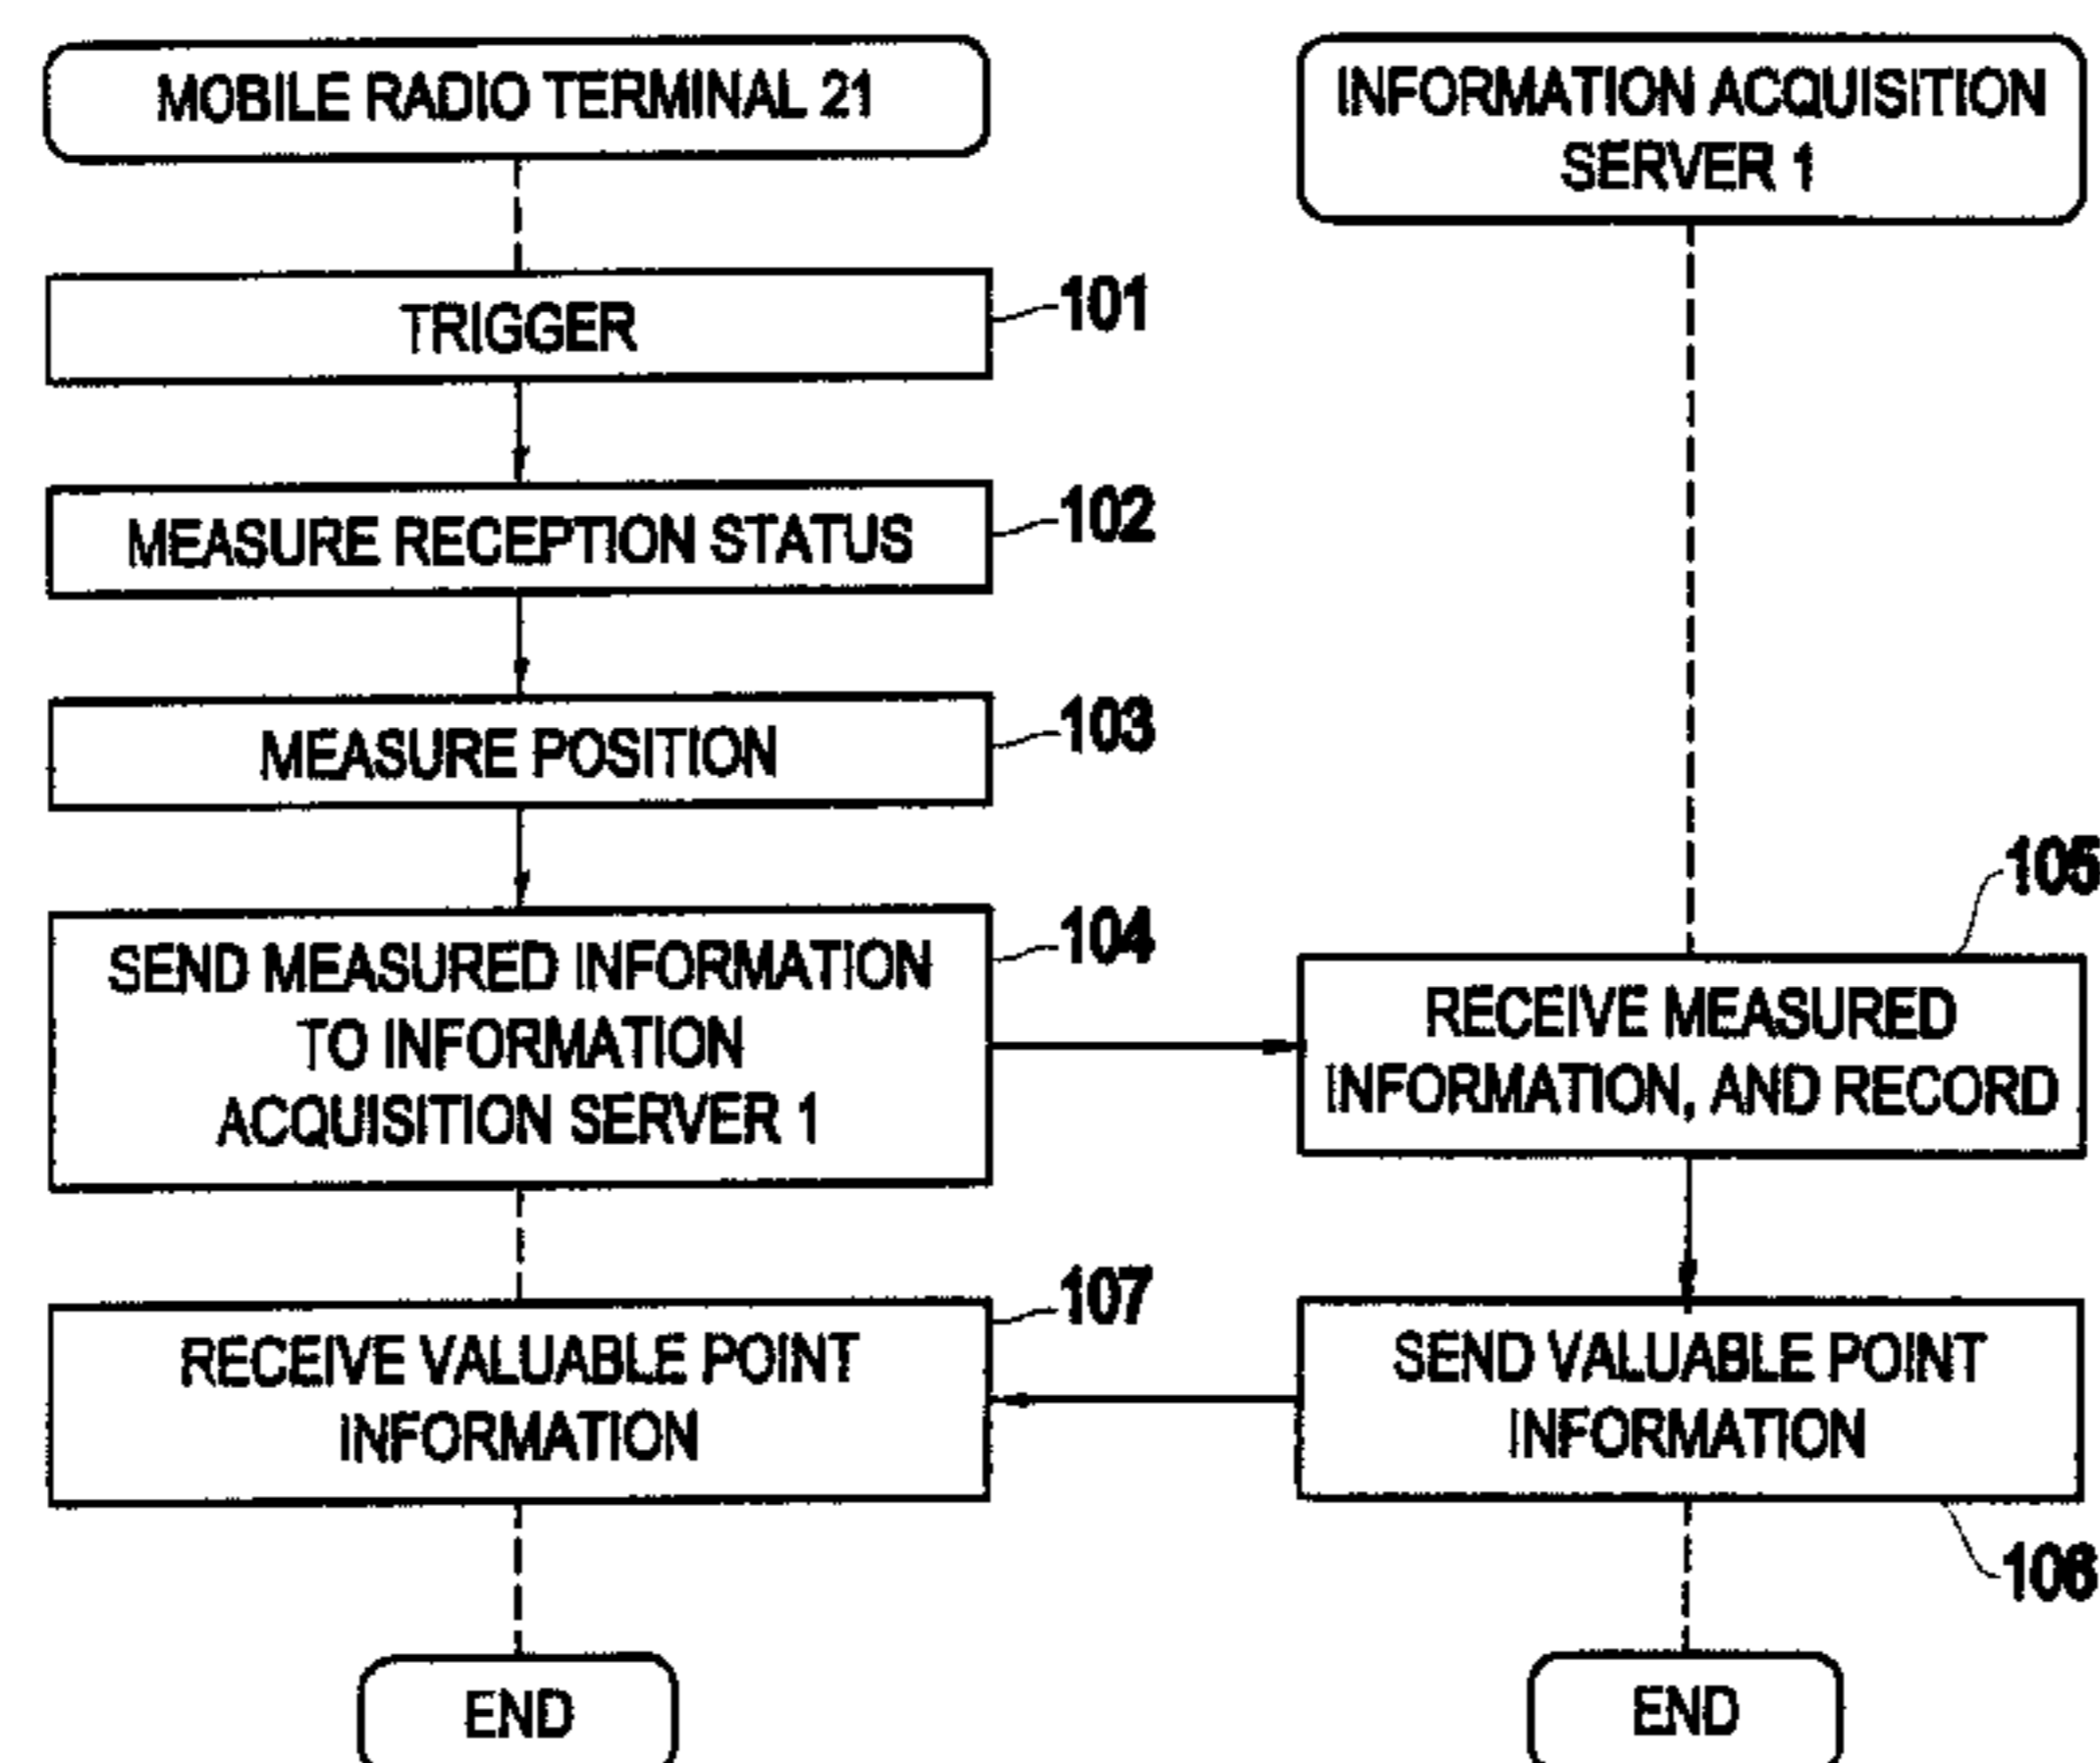 MOBILE RADIO TERMINAL 21
INFORMATION ACQUISITION
SERVER 1
TRIGGER
101
MEASURE RECEPTION STATUS
102
MEASURE POSITION
103
SEND MEASURED INFORMATION
TO INFORMATION
ACQUISITION SERVER 1
104
105
RECEIVE MEASURED
INFORMATION, AND RECORD
RECEIVE VALUABLE POINT
INFORMATION
107
SEND VALUABLE POINT
INFORMATION
106
END
END